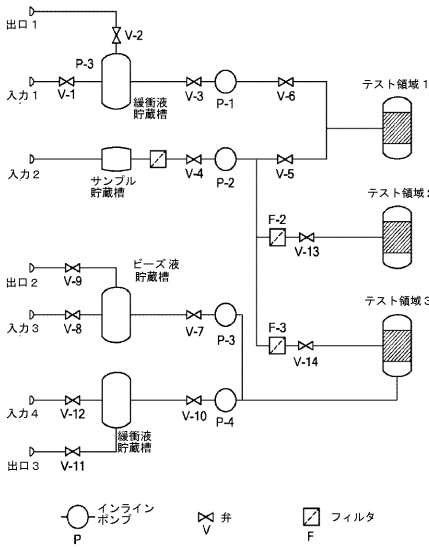 出口1
V-2
P-3
テスト領域1
入力1
V-1
緩衝液
貯蔵槽
V-3
P-1
V-6
入力2
サンプル
貯蔵槽
V-4
P-2
V-5
テスト領域2
F-2
V-13
ビーズ液
貯蔵槽
出口2
V-9
テスト領域3
入力3
V-8
V-7
P-3
F-3
V-14
入力4
V-12
V-10
P-4
緩衝液
貯蔵槽
出口3
V-11
インライン
ポンプ
P
弁
V
フィルタ
F